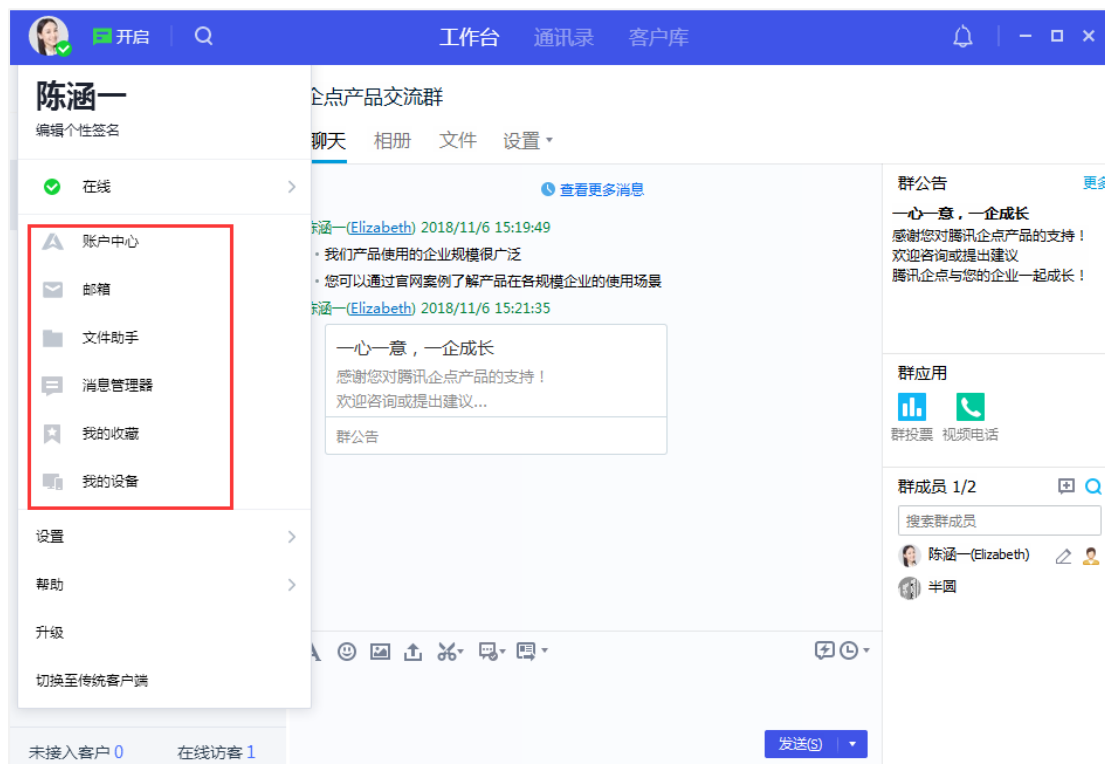 开启
工作台 通讯录 客户库
陈涵一
编辑个性签名
在线
账户中心
邮箱
文件助手
消息管理器
我的收藏
我的设备
设置
帮助
升级
切换至传统客户端
未接入客户 0 在线访客 1
企点产品交流群
聊天 相册 文件 设置
查看更多消息
陈涵一(Elizabeth) 2018/11/6 15:19:49
· 我们产品使用的企业规模很广泛
· 您可以通过官网案例了解产品在各规模企业的使用场景
陈涵一(Elizabeth) 2018/11/6 15:21:35
一心一意，一企成长
感谢您对腾讯企点产品的支持！
欢迎咨询或提出建议...
群公告
发送(S)
群公告 更多
一心一意，一企成长
感谢您对腾讯企点产品的支持！
欢迎咨询或提出建议
腾讯企点与您的企业一起成长！
群应用
群投票 视频电话
群成员 1/2
搜索群成员
陈涵一(Elizabeth)
半圆